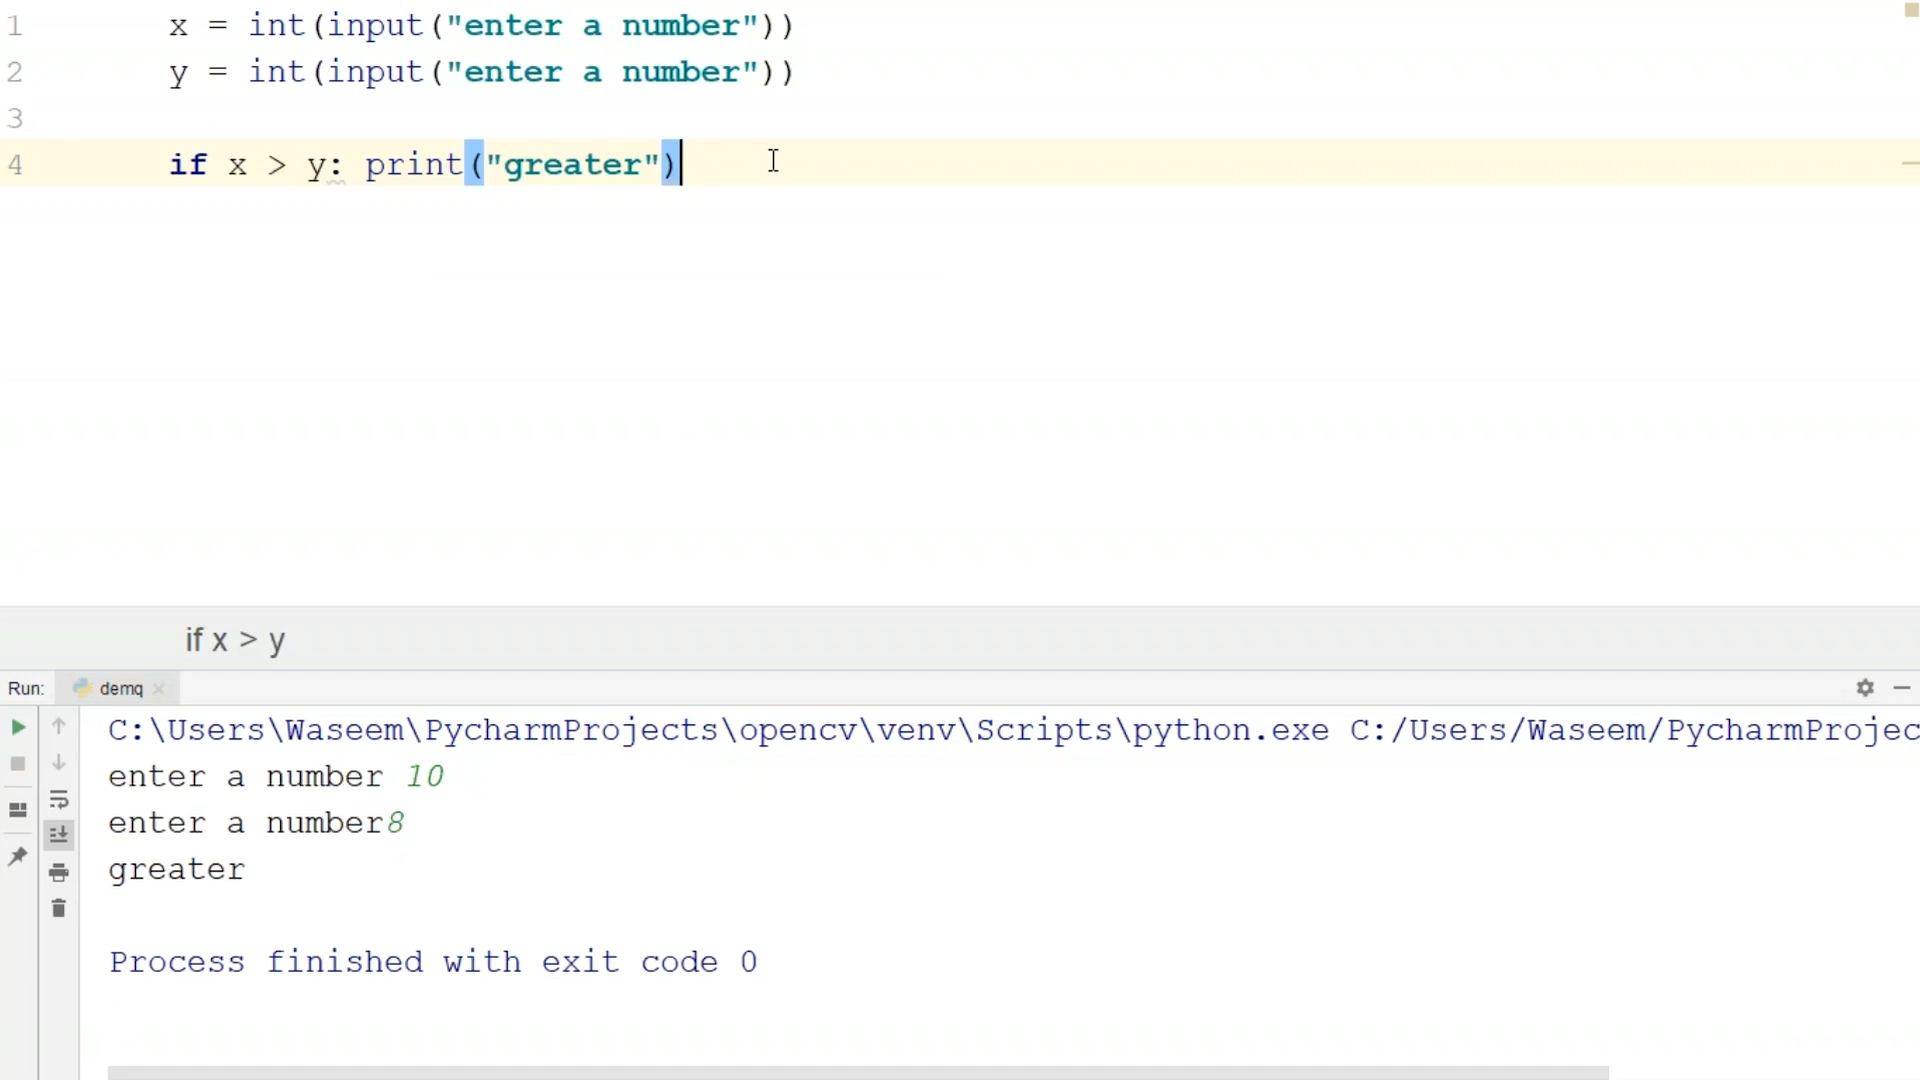 1 x = int(input("enter a number"))
2 y = int(input("enter a number"))
3
4 if x > y: print("greater")
if x > y
Run: demq
C:\Users\Waseem\PycharmProjects\opencv\venv\Scripts\python.exe C:/Users/Waseem/PycharmProjec
enter a number 10
enter a number8
greater
Process finished with exit code 0